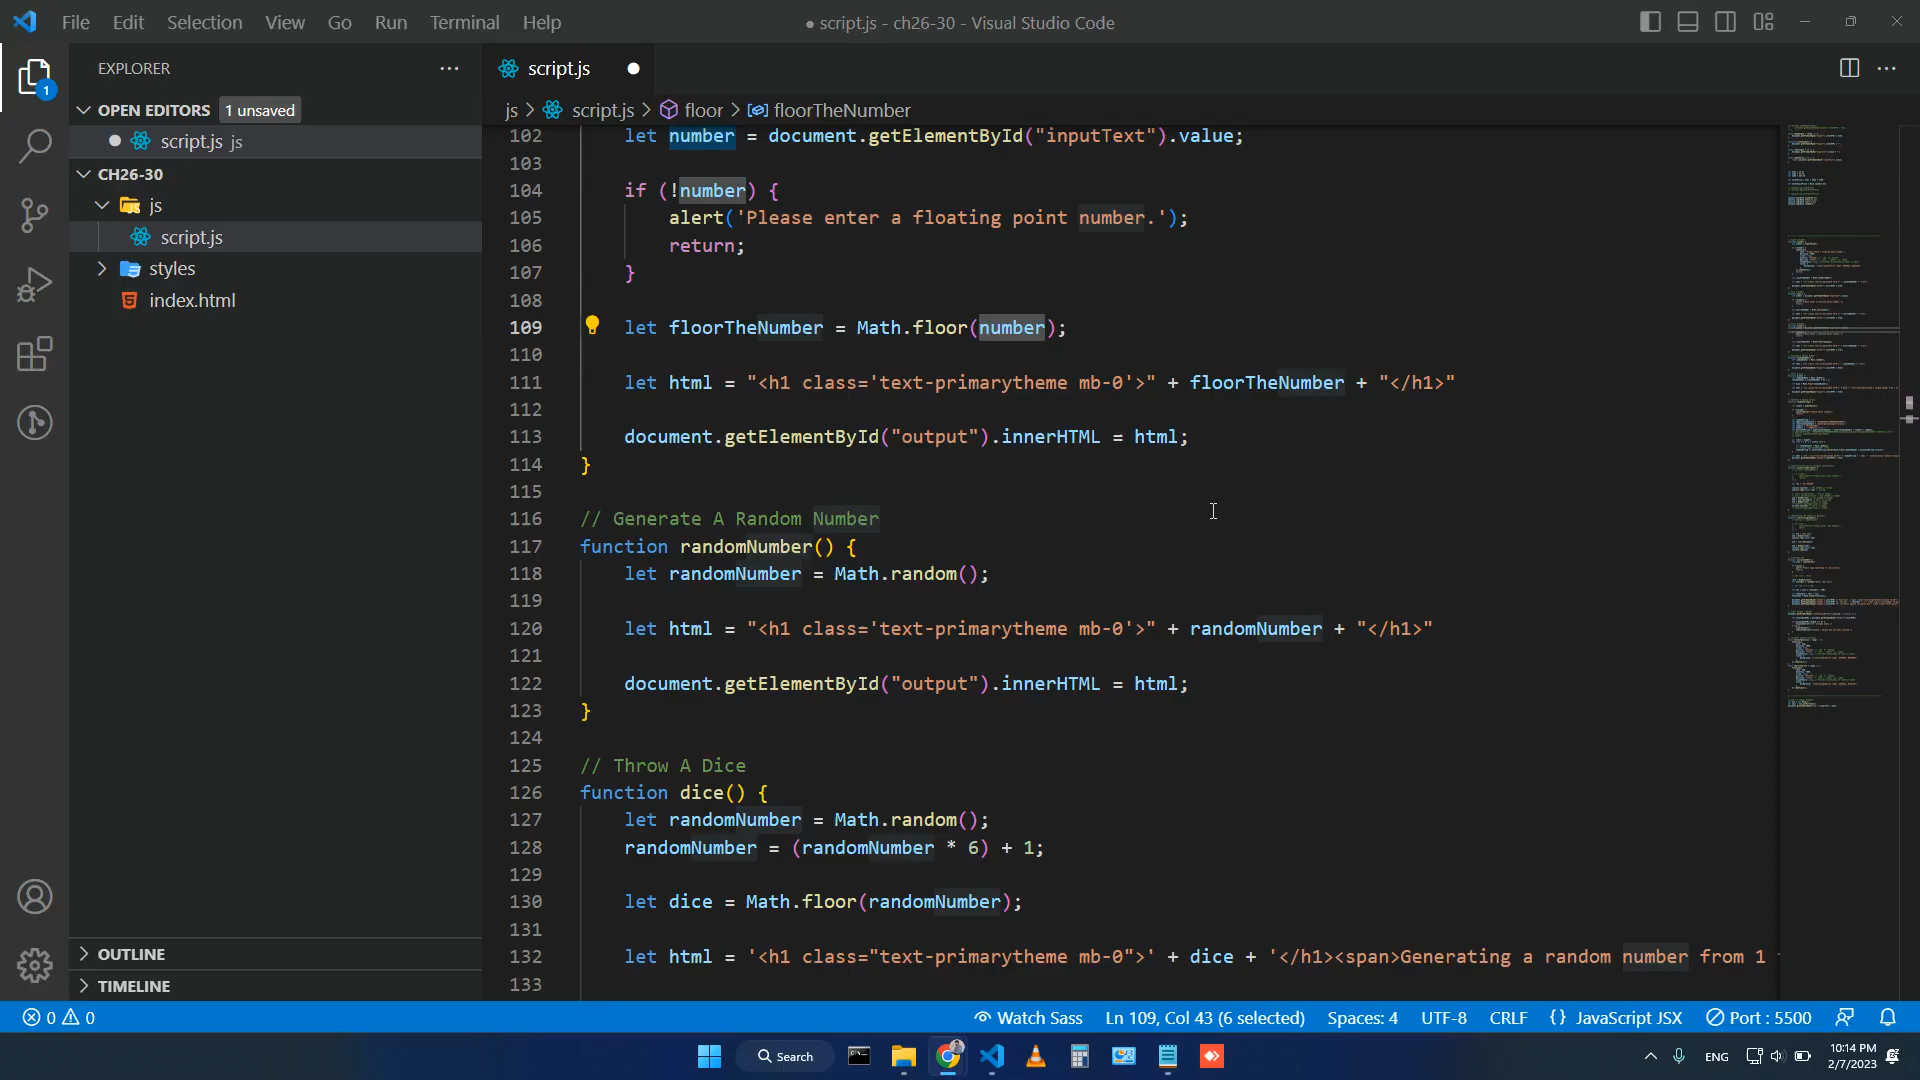 File Edit Selection View Go Run Terminal Help
● script.js - ch26-30 - Visual Studio Code
EXPLORER
OPEN EDITORS 1 unsaved
script.js js
CH26-30
js
script.js
styles
index.html
OUTLINE
TIMELINE
1
script.js
js > script.js > floor > floorTheNumber
102 let number = document.getElementById("inputText").value;
103
104 if (!number) {
105 alert('Please enter a floating point number.');
106 return;
107 }
108
109 let floorTheNumber = Math.floor(number);
110
111 let html = "<h1 class='text-primarytheme mb-0'>" + floorTheNumber + "</h1>"
112
113 document.getElementById("output").innerHTML = html;
114 }
115
116 // Generate A Random Number
117 function randomNumber() {
118 let randomNumber = Math.random();
119
120 let html = "<h1 class='text-primarytheme mb-0'>" + randomNumber + "</h1>"
121
122 document.getElementById("output").innerHTML = html;
123 }
124
125 // Throw A Dice
126 function dice() {
127 let randomNumber = Math.random();
128 randomNumber = (randomNumber * 6) + 1;
129
130 let dice = Math.floor(randomNumber);
131
132 let html = '<h1 class="text-primarytheme mb-0">' + dice + '</h1><span>Generating a random number from 1
133
0 0 Watch Sass Ln 109, Col 43 (6 selected) Spaces: 4 UTF-8 CRLF {} JavaScript JSX Port : 5500
Search
ENG
10:14 PM
2/7/2023